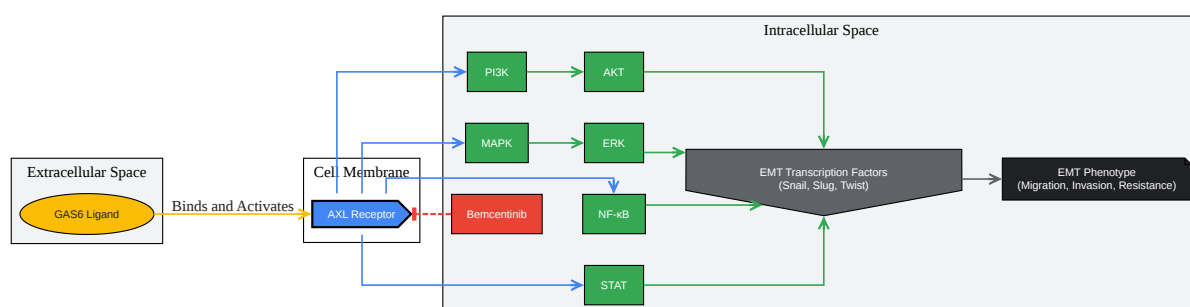 Intracellular Space
PI3K
AKT
MAPK
ERK
Extracellular Space
Cell Membrane
EMT Transcription Factors
(Snail, Slug, Twist)
EMT Phenotype
(Migration, Invasion, Resistance)
GAS6 Ligand
Binds and Activates
AXL Receptor
Bemcentinib
NF-κB
STAT